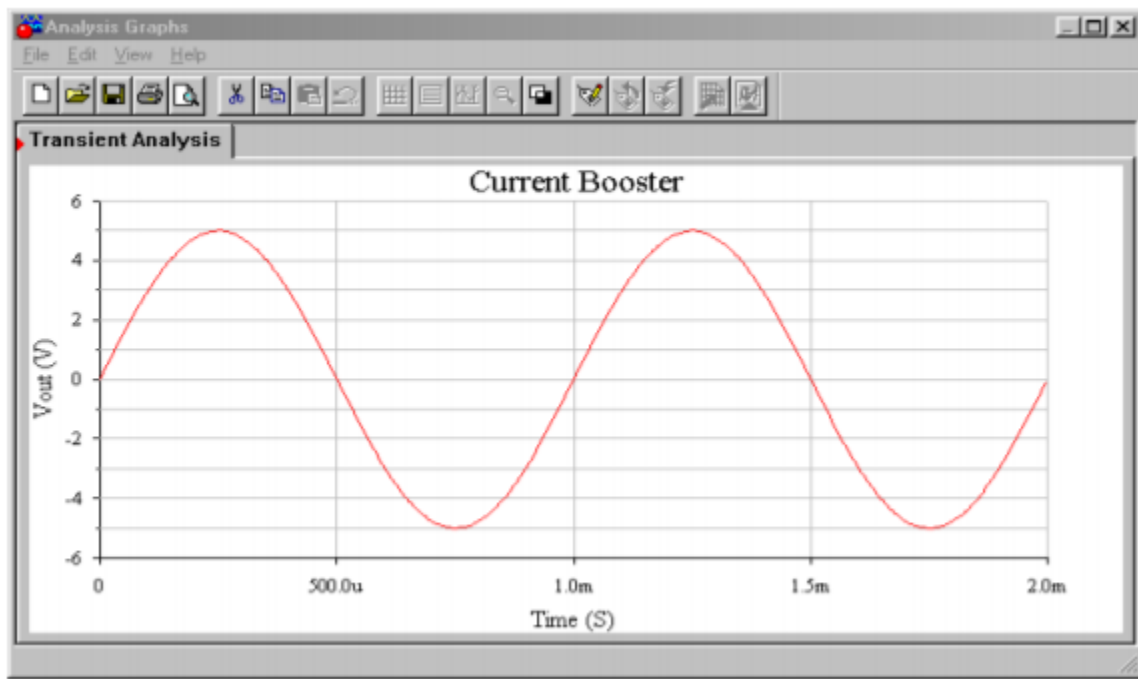 Analysis Graphs
File Edit View Help
Transient Analysis
Current Booster
6
4
2
0
-2
-4
-6
Vout (V)
0 500.0u 1.0m 1.5m 2.0m
Time (S)